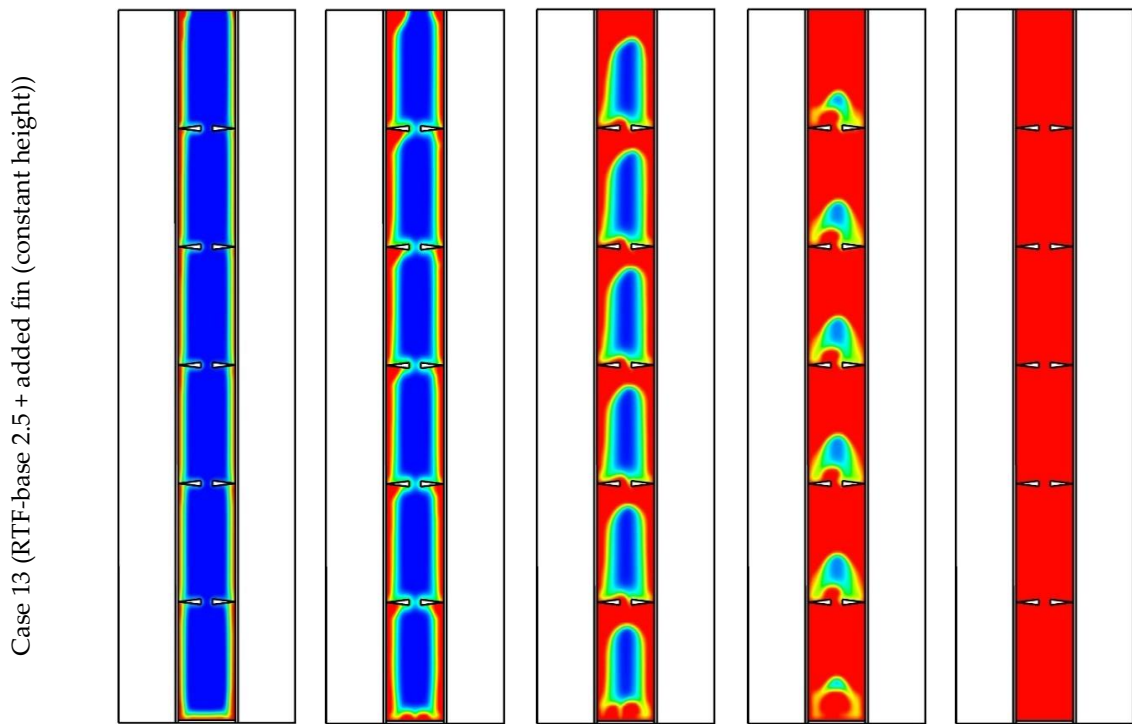 Case 13 (RTF-base 2.5 + added fin (constant height))